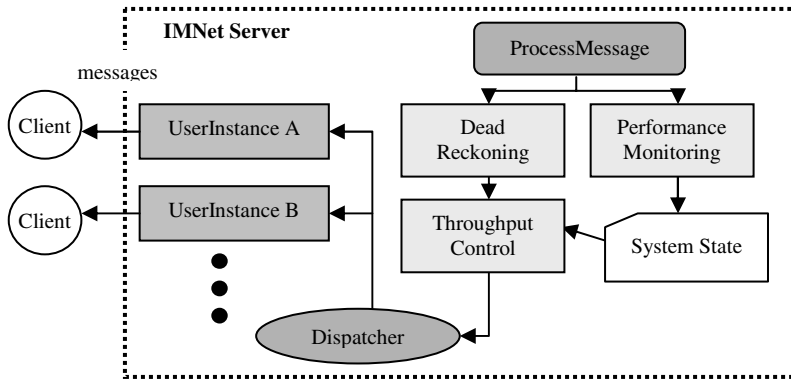 IMNet Server
ProcessMessage
messages
Client
UserInstance A
Dead
Reckoning
Performance
Monitoring
Client
UserInstance B
Throughput
Control
System State
Dispatcher